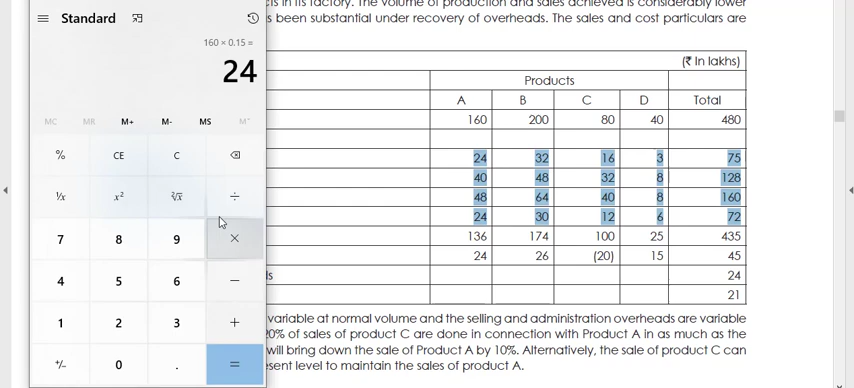 cts in its factory. The volume of production and sales achieved is considerably lower
Standard
s been substantial under recovery of overheads. The sales and cost particulars are
160 × 0.15 =
24
(₹ In lakhs)
Products
A B C D Total
160 200 80 40 480
24 32 16 3 75
40 48 32 8 128
48 64 40 8 160
24 30 12 6 72
136 174 100 25 435
24 26 (20) 15 45
ls 24
21
MC MR M+ M- MS M˅
% CE C
¹/x x² ²√x ÷
7 8 9 ×
4 5 6 −
1 2 3 +
+/− 0 . =
variable at normal volume and the selling and administration overheads are variable
20% of sales of product C are done in connection with Product A in as much as the
will bring down the sale of Product A by 10%. Alternatively, the sale of product C can
esent level to maintain the sales of product A.